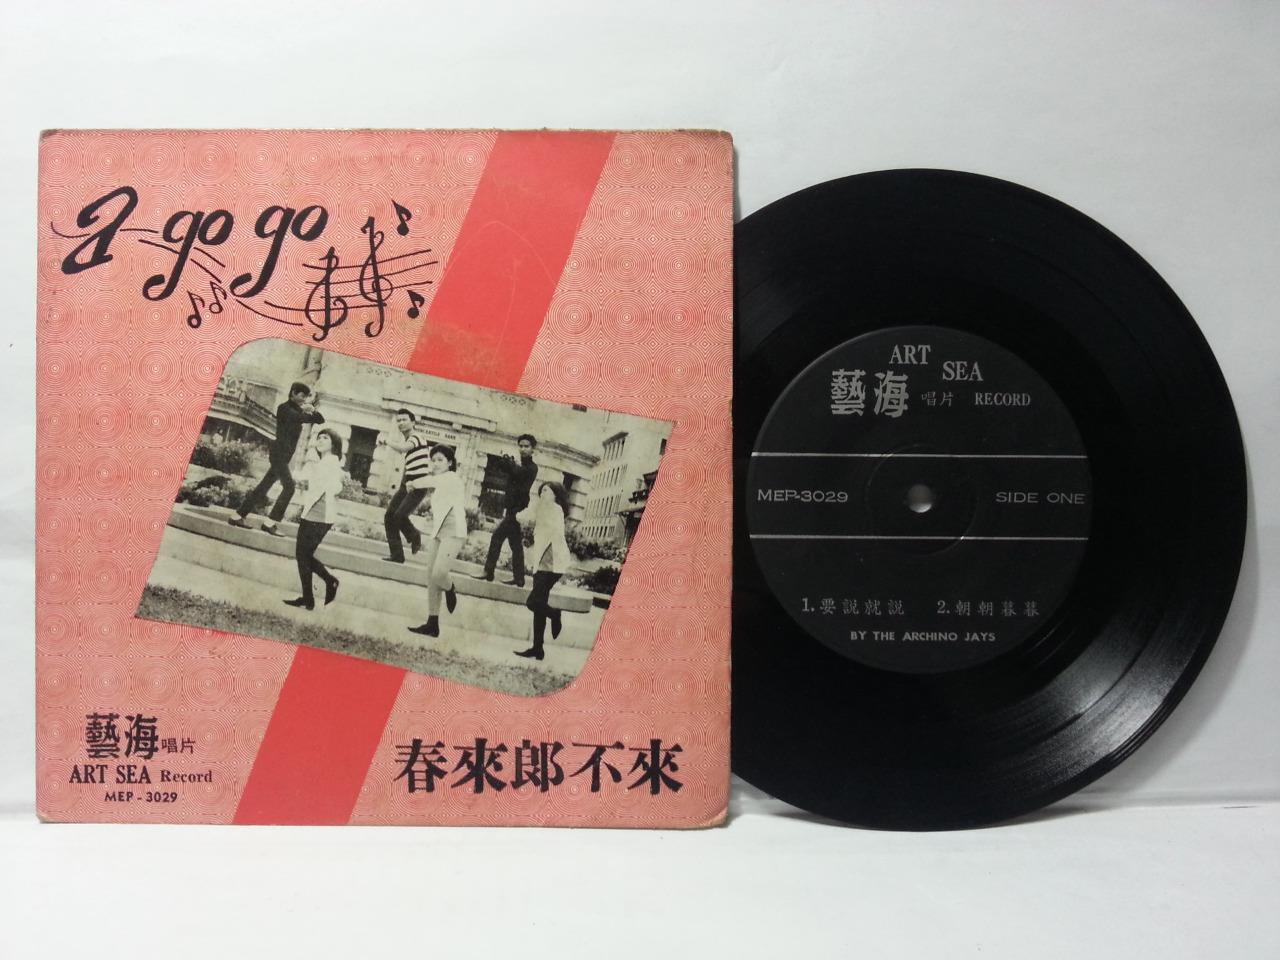 a go go
春來郎不來
藝海唱片
ART SEA Record
MEP - 3029
ART
SEA
藝海 唱片 RECORD
MEP-3029
SIDE ONE
1. 要説就説 2. 朝朝暮暮
BY THE ARCHINO JAYS